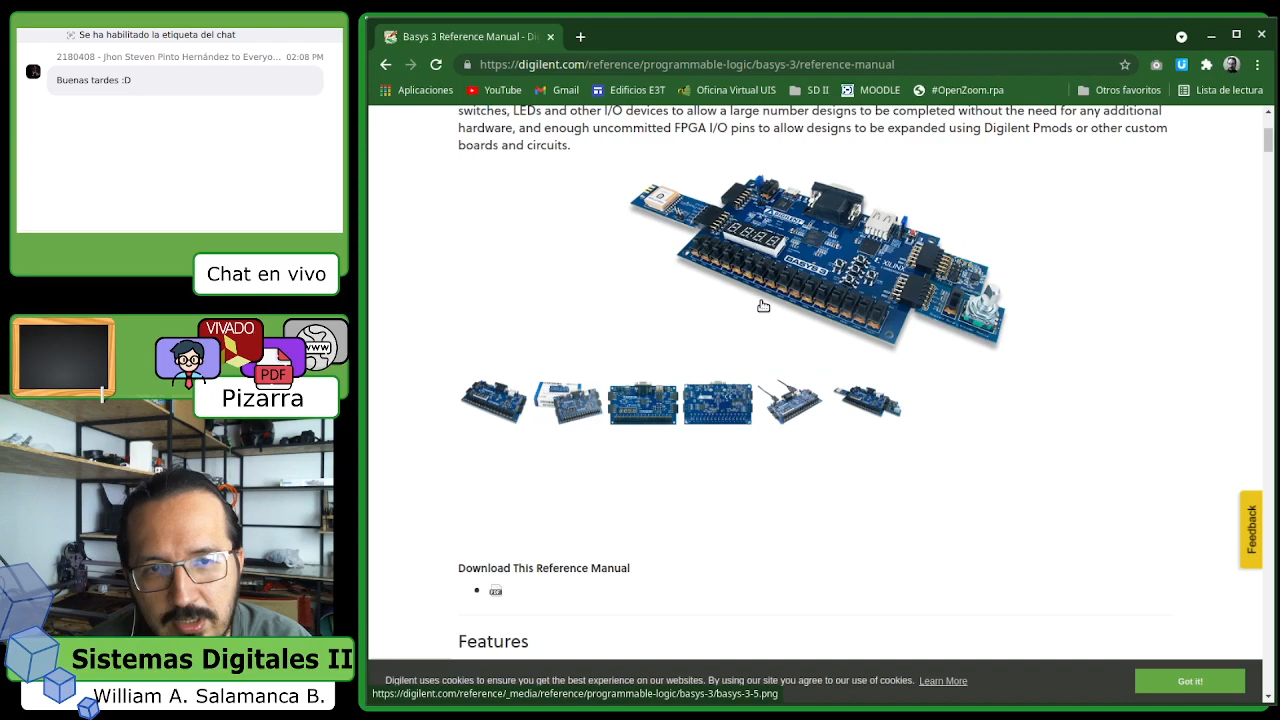 Se ha habilitado la etiqueta del chat
2180408 - Jhon Steven Pinto Hernández to Everyo... 02:08 PM
Buenas tardes :D
Chat en vivo
VIVADO
WWW
PDF
Pizarra
Sistemas Digitales II
William A. Salamanca B.
Basys 3 Reference Manual - Di
https://digilent.com/reference/programmable-logic/basys-3/reference-manual
Aplicaciones YouTube Gmail Edificios E3T Oficina Virtual UIS SD II MOODLE #OpenZoom.rpa Otros favoritos Lista de lectura
switches, LEDs and other I/O devices to allow a large number designs to be completed without the need for any additional
hardware, and enough uncommitted FPGA I/O pins to allow designs to be expanded using Digilent Pmods or other custom
boards and circuits.
BASYS 3
XILINX
Feedback
Download This Reference Manual
PDF
Features
Digilent uses cookies to ensure you get the best experience on our websites. By using our site you agree to our use of cookies. Learn More
Got it!
https://digilent.com/reference/_media/reference/programmable-logic/basys-3/basys-3-5.png